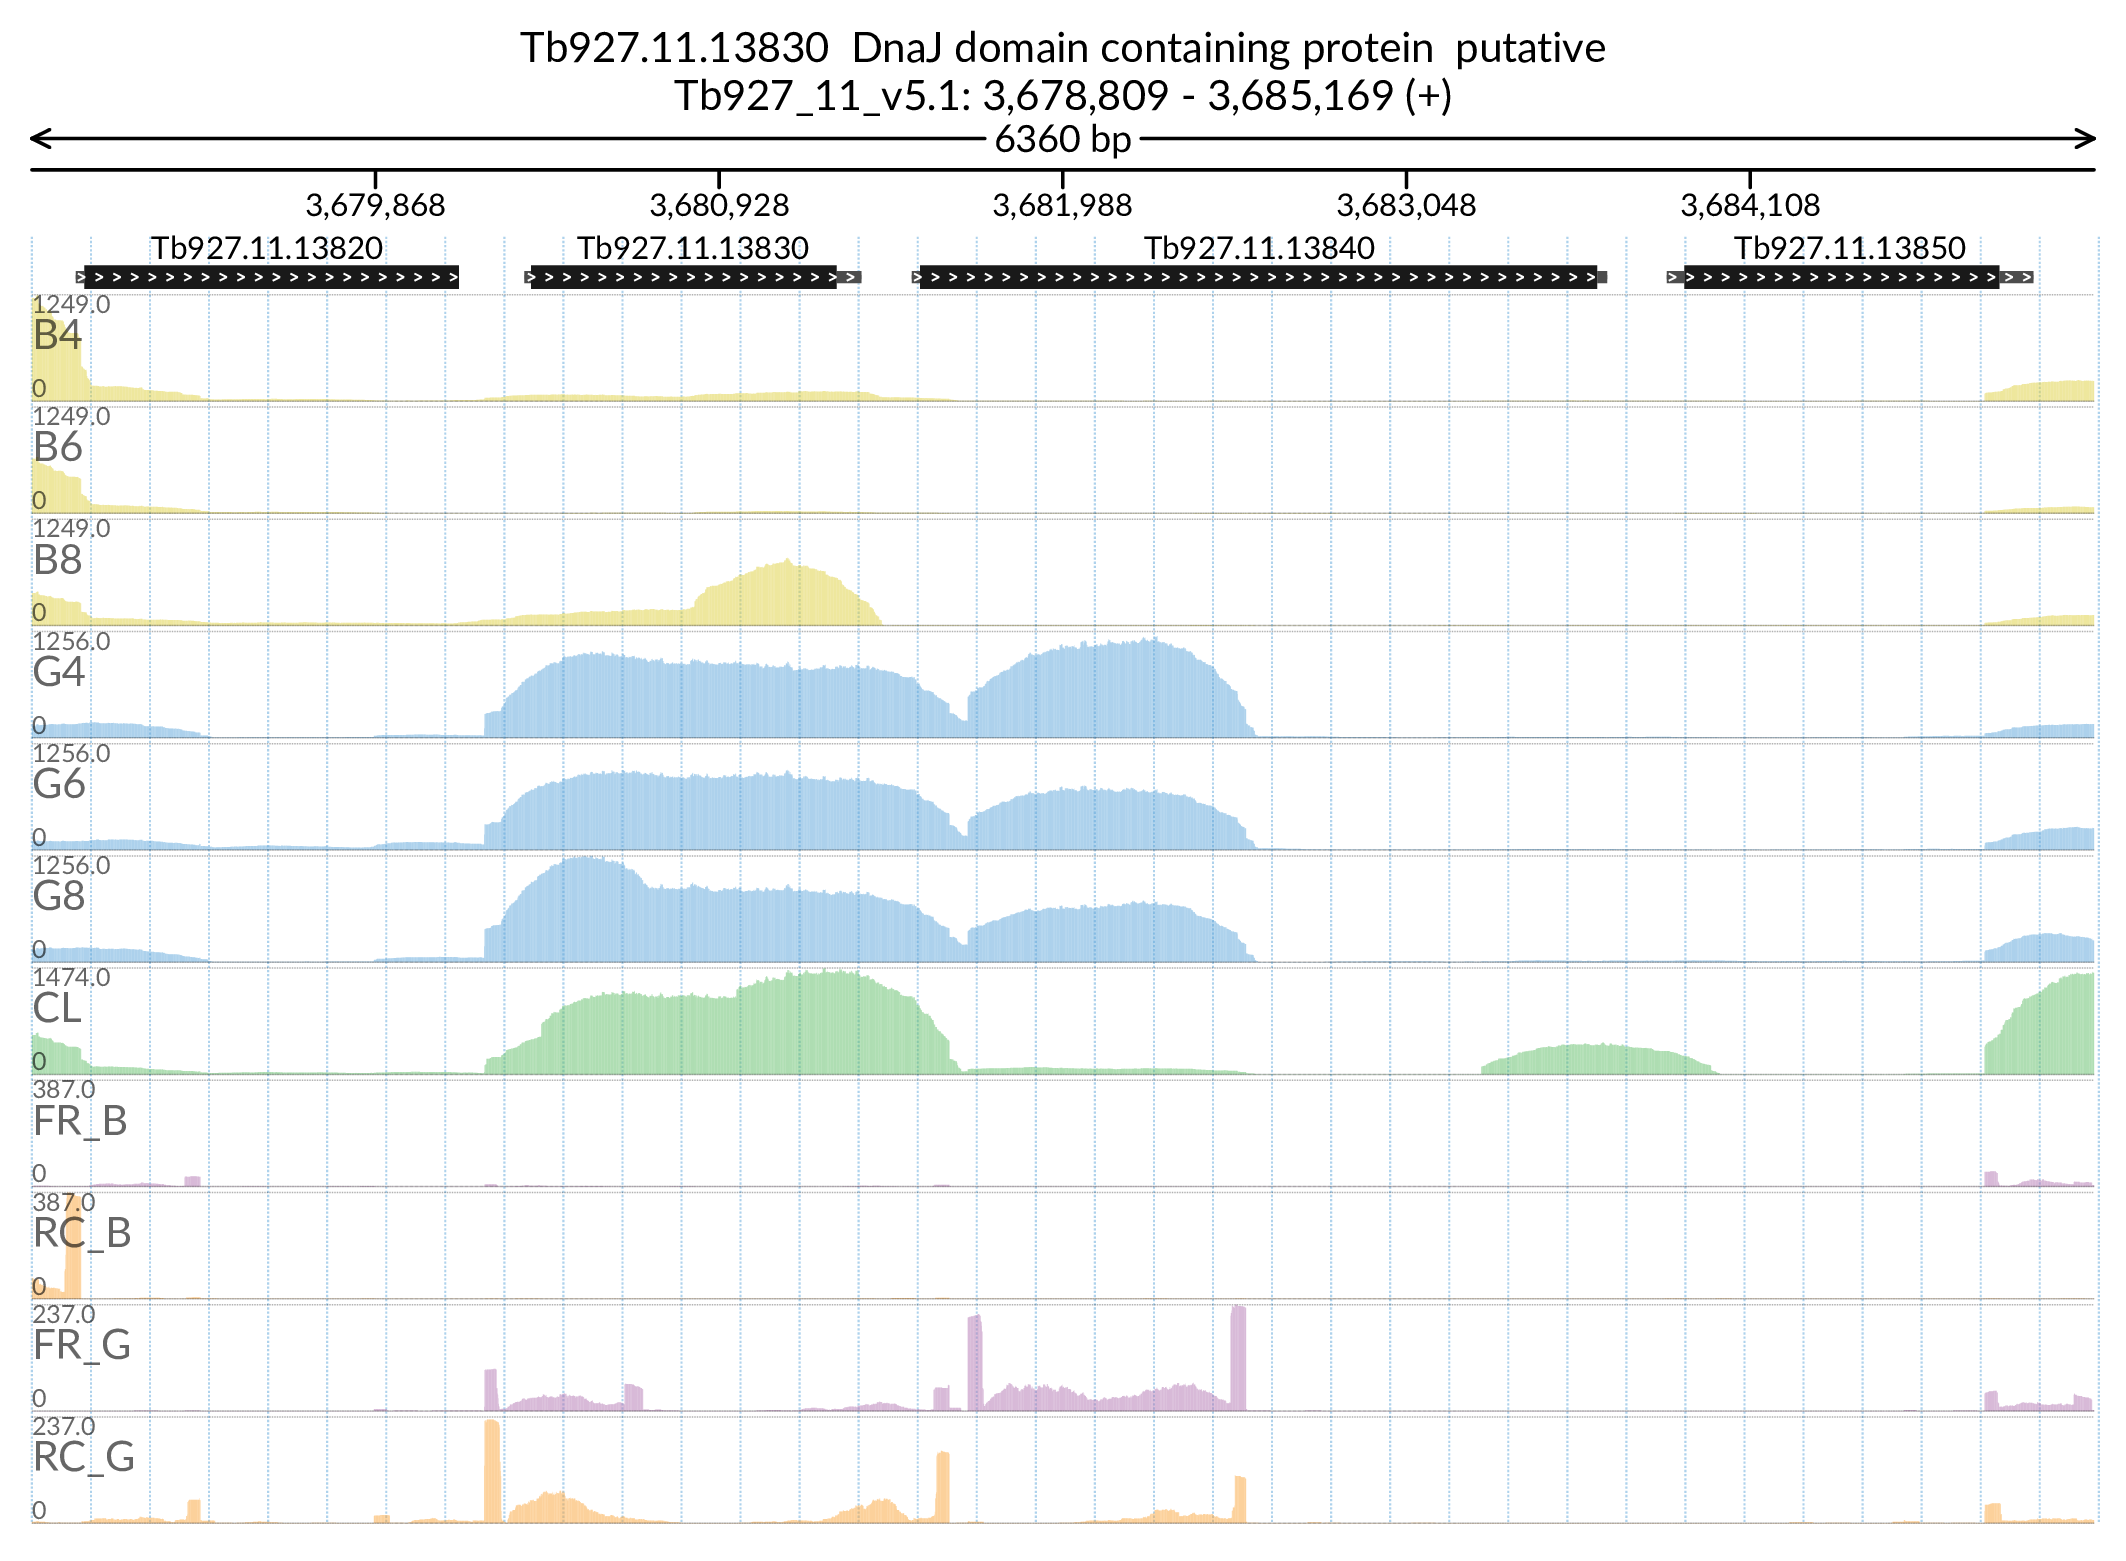 Tb927.11.13830  DnaJ domain containing protein  putative
Tb927_11_v5.1: 3,678,809 - 3,685,169 (+)
6360 bp
3,679,868 3,680,928 3,681,988 3,683,048 3,684,108
Tb927.11.13820 Tb927.11.13830 Tb927.11.13840 Tb927.11.13850
1249.0
B4
0
1249.0
B6
0
1249.0
B8
0
1256.0
G4
0
1256.0
G6
0
1256.0
G8
0
1474.0
CL
0
387.0
FR_B
0
387.0
RC_B
0
237.0
FR_G
0
237.0
RC_G
0